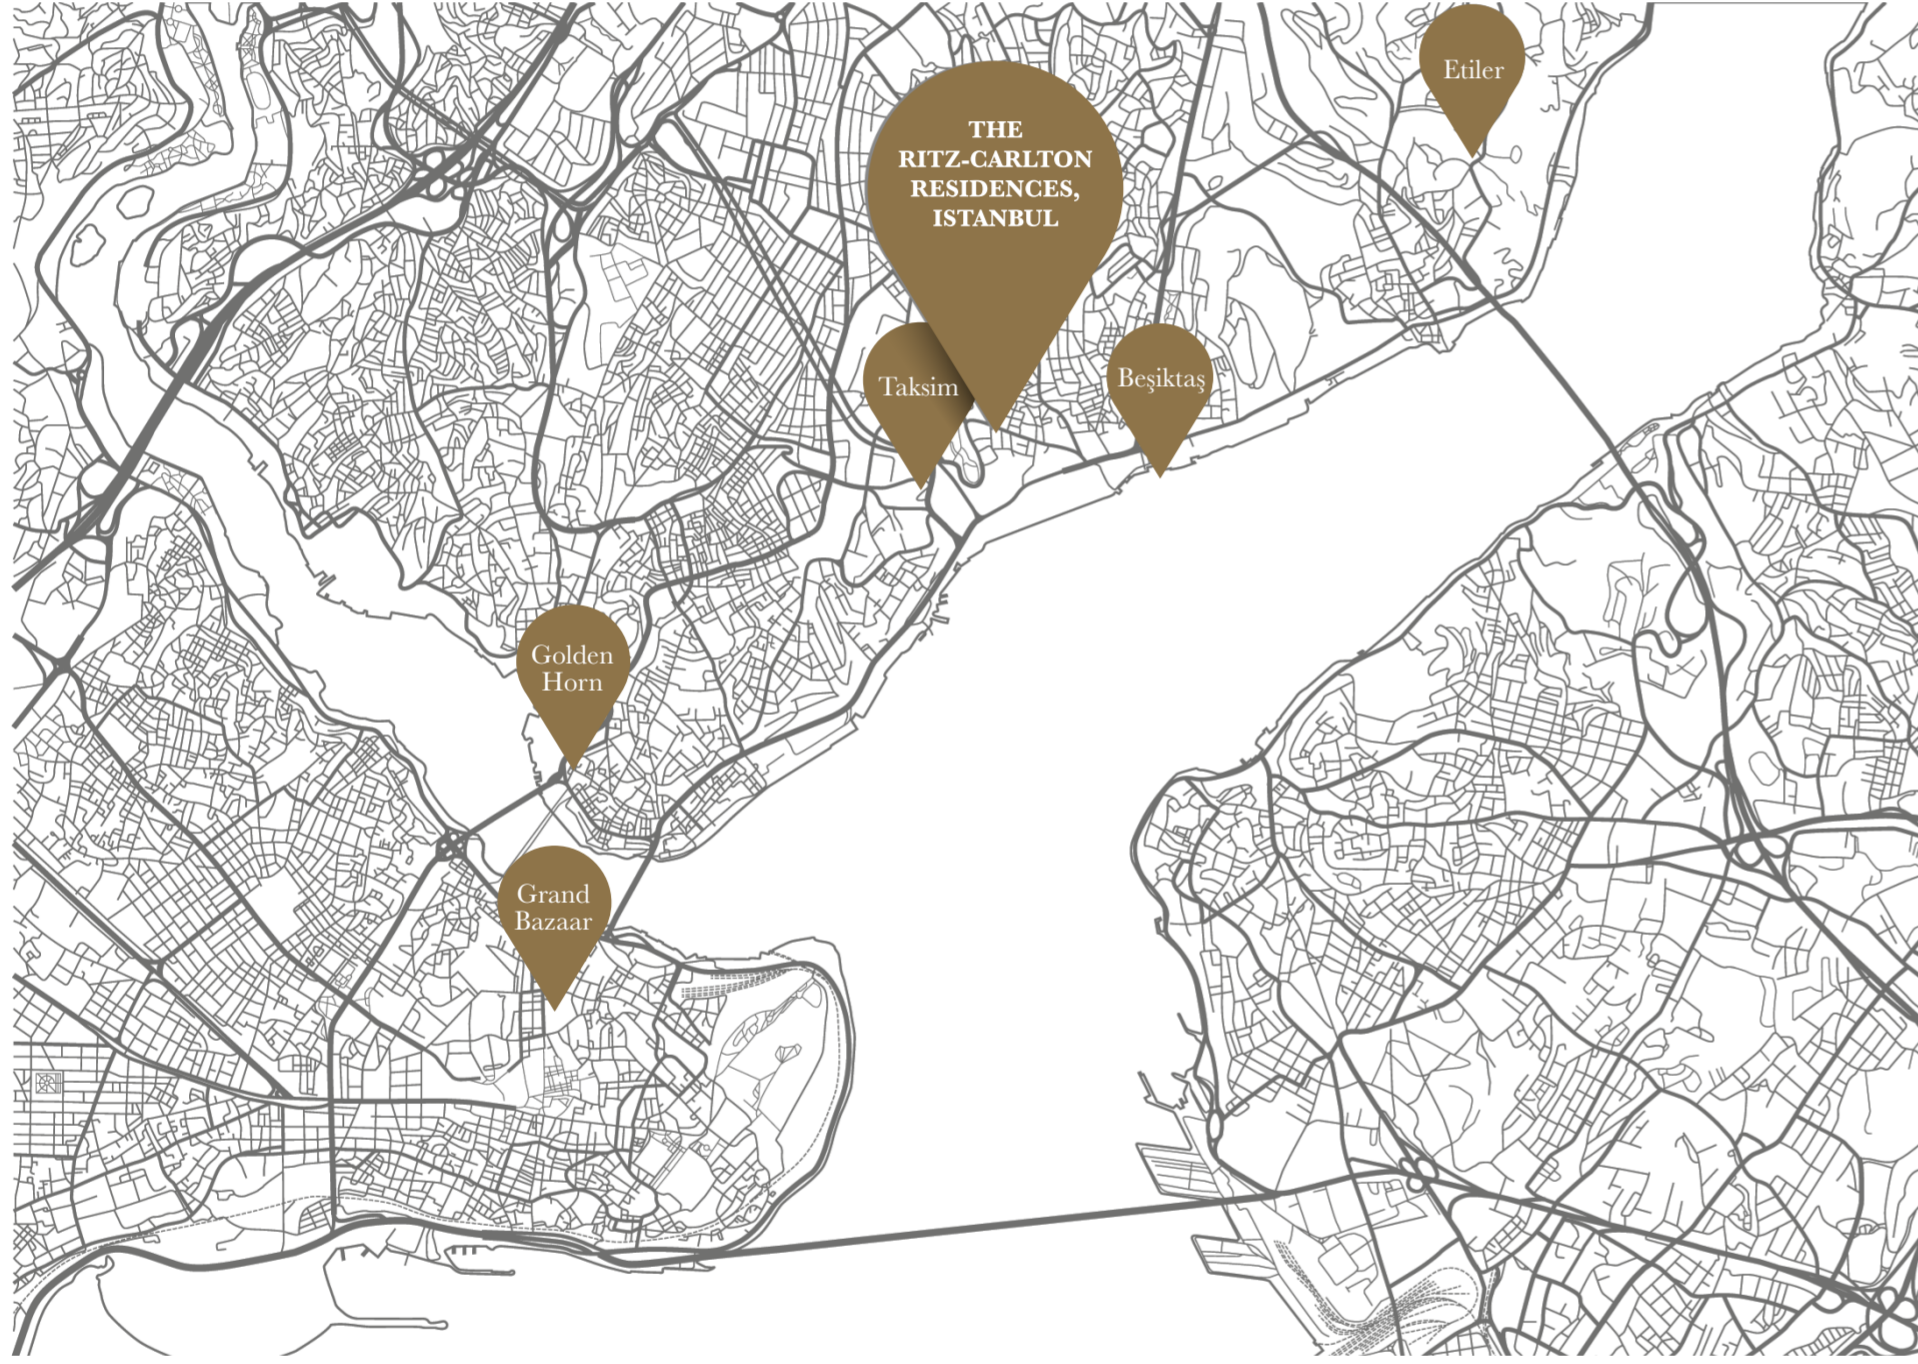 Etiler
THE
RITZ-CARLTON
RESIDENCES,
ISTANBUL
Taksim
Beşiktaş
Golden
Horn
Grand
Bazaar